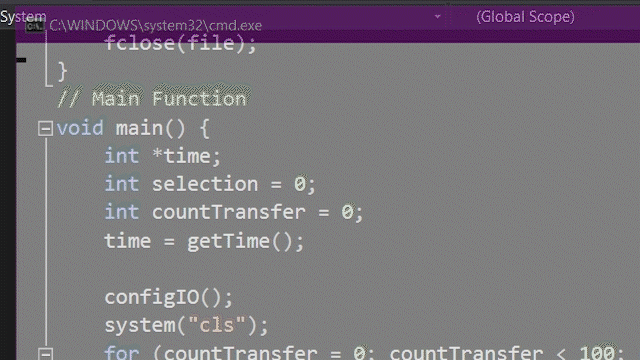 System
(Global Scope)
C:\WINDOWS\system32\cmd.exe
fclose(file);
}
// Main Function
void main() {
int *time;
int selection = 0;
int countTransfer = 0;
time = getTime();
configIO();
system("cls");
for (countTransfer = 0; countTransfer < 100;